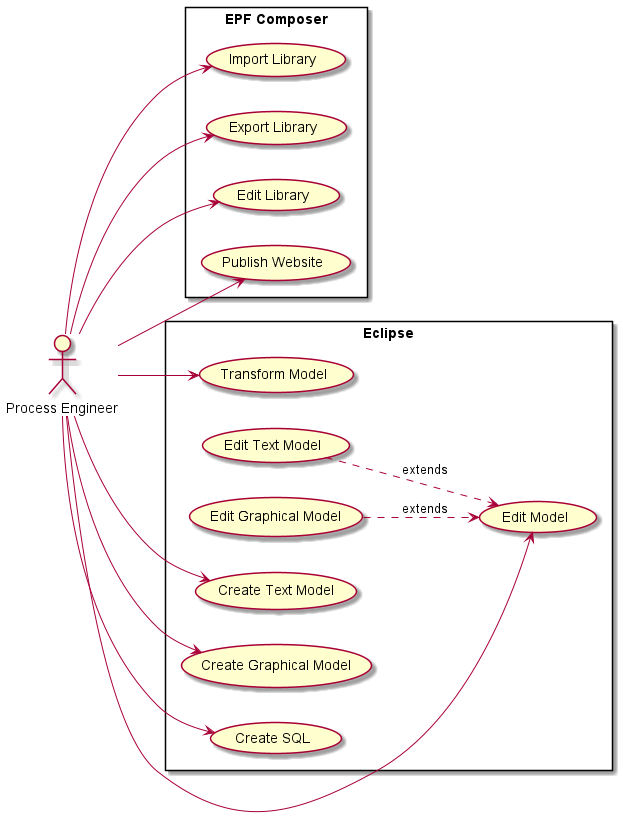 EPF Composer
Import Library
Export Library
Edit Library
Publish Website
Eclipse
Process Engineer
Transform Model
Edit Text Model
extends
Edit Graphical Model
extends
Edit Model
Create Text Model
Create Graphical Model
Create SQL